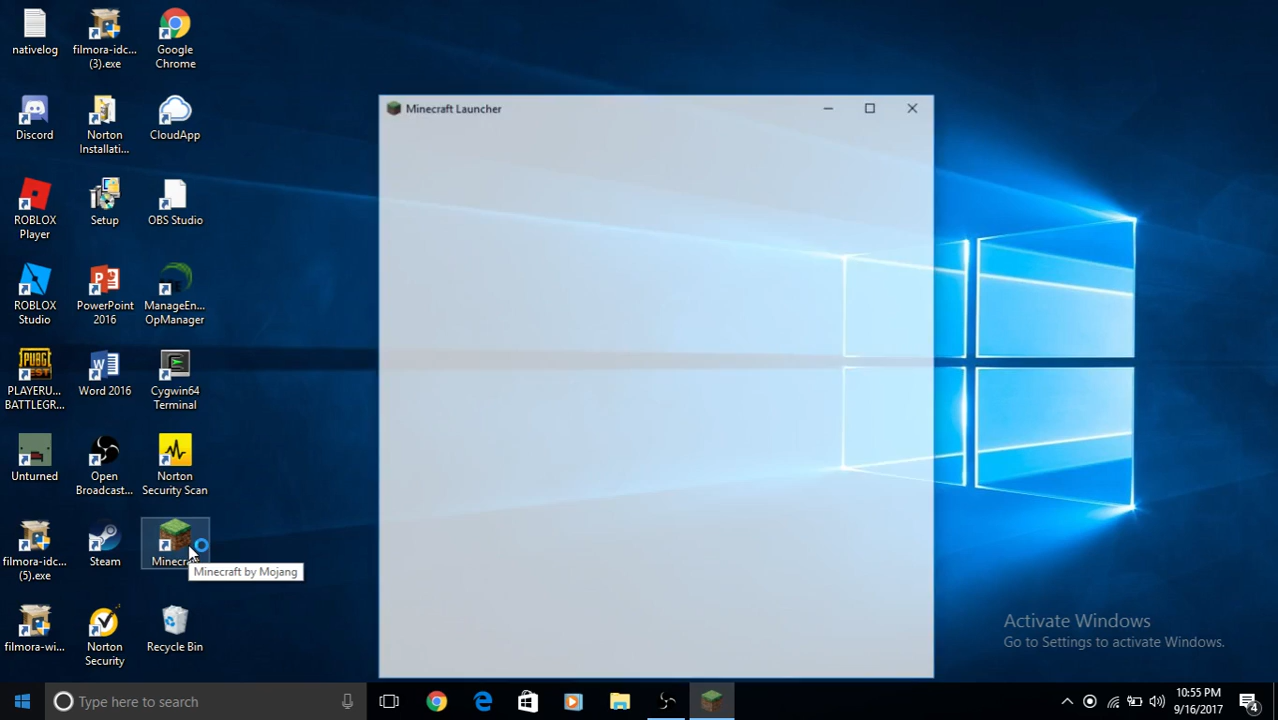 nativelog
filmora-idc...
(3).exe
Google
Chrome
Discord
Norton
Installati...
CloudApp
ROBLOX
Player
Setup
OBS Studio
ROBLOX
Studio
PowerPoint
2016
ManageEn...
OpManager
PUBG
PLAYERU...
BATTLEGR...
Word 2016
Cygwin64
Terminal
Unturned
Open
Broadcast...
Norton
Security Scan
filmora-idc...
(5).exe
Steam
Minecr
Minecraft by Mojang
filmora-wi...
Norton
Security
Recycle Bin
Minecraft Launcher
Activate Windows
Go to Settings to activate Windows.
Type here to search
10:55 PM
9/16/2017
4